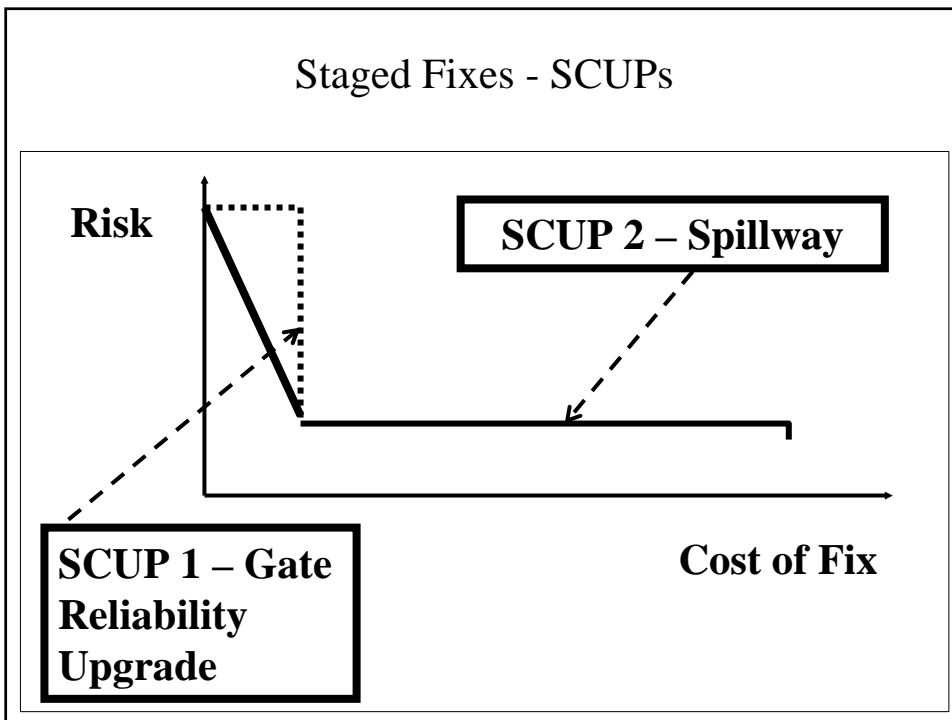 Staged Fixes - SCUPs
Risk
SCUP 2 – Spillway
SCUP 1 – Gate
Reliability
Upgrade
Cost of Fix